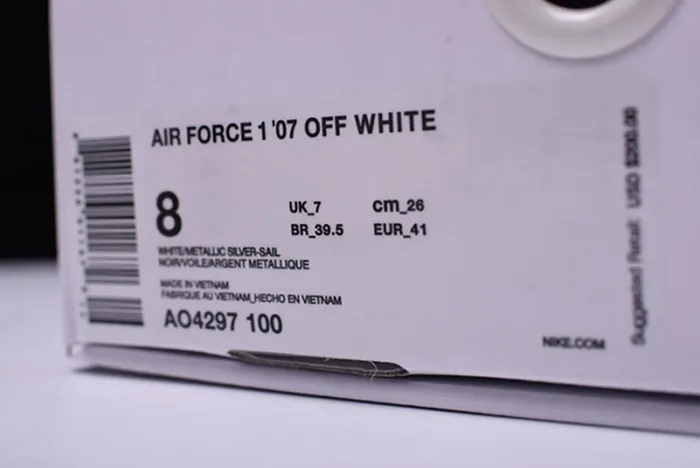 AIR FORCE 1 '07 OFF WHITE
8
UK_7 cm_26
BR_39.5 EUR_41
WHITE/METALLIC SILVER-SAIL
NOIR/VOILE/ARGENT METALLIQUE
MADE IN VIETNAM
FABRIQUE AU VIETNAM_HECHO EN VIETNAM
AO4297 100
NIKE.COM
Suggested Retail USD $200.00